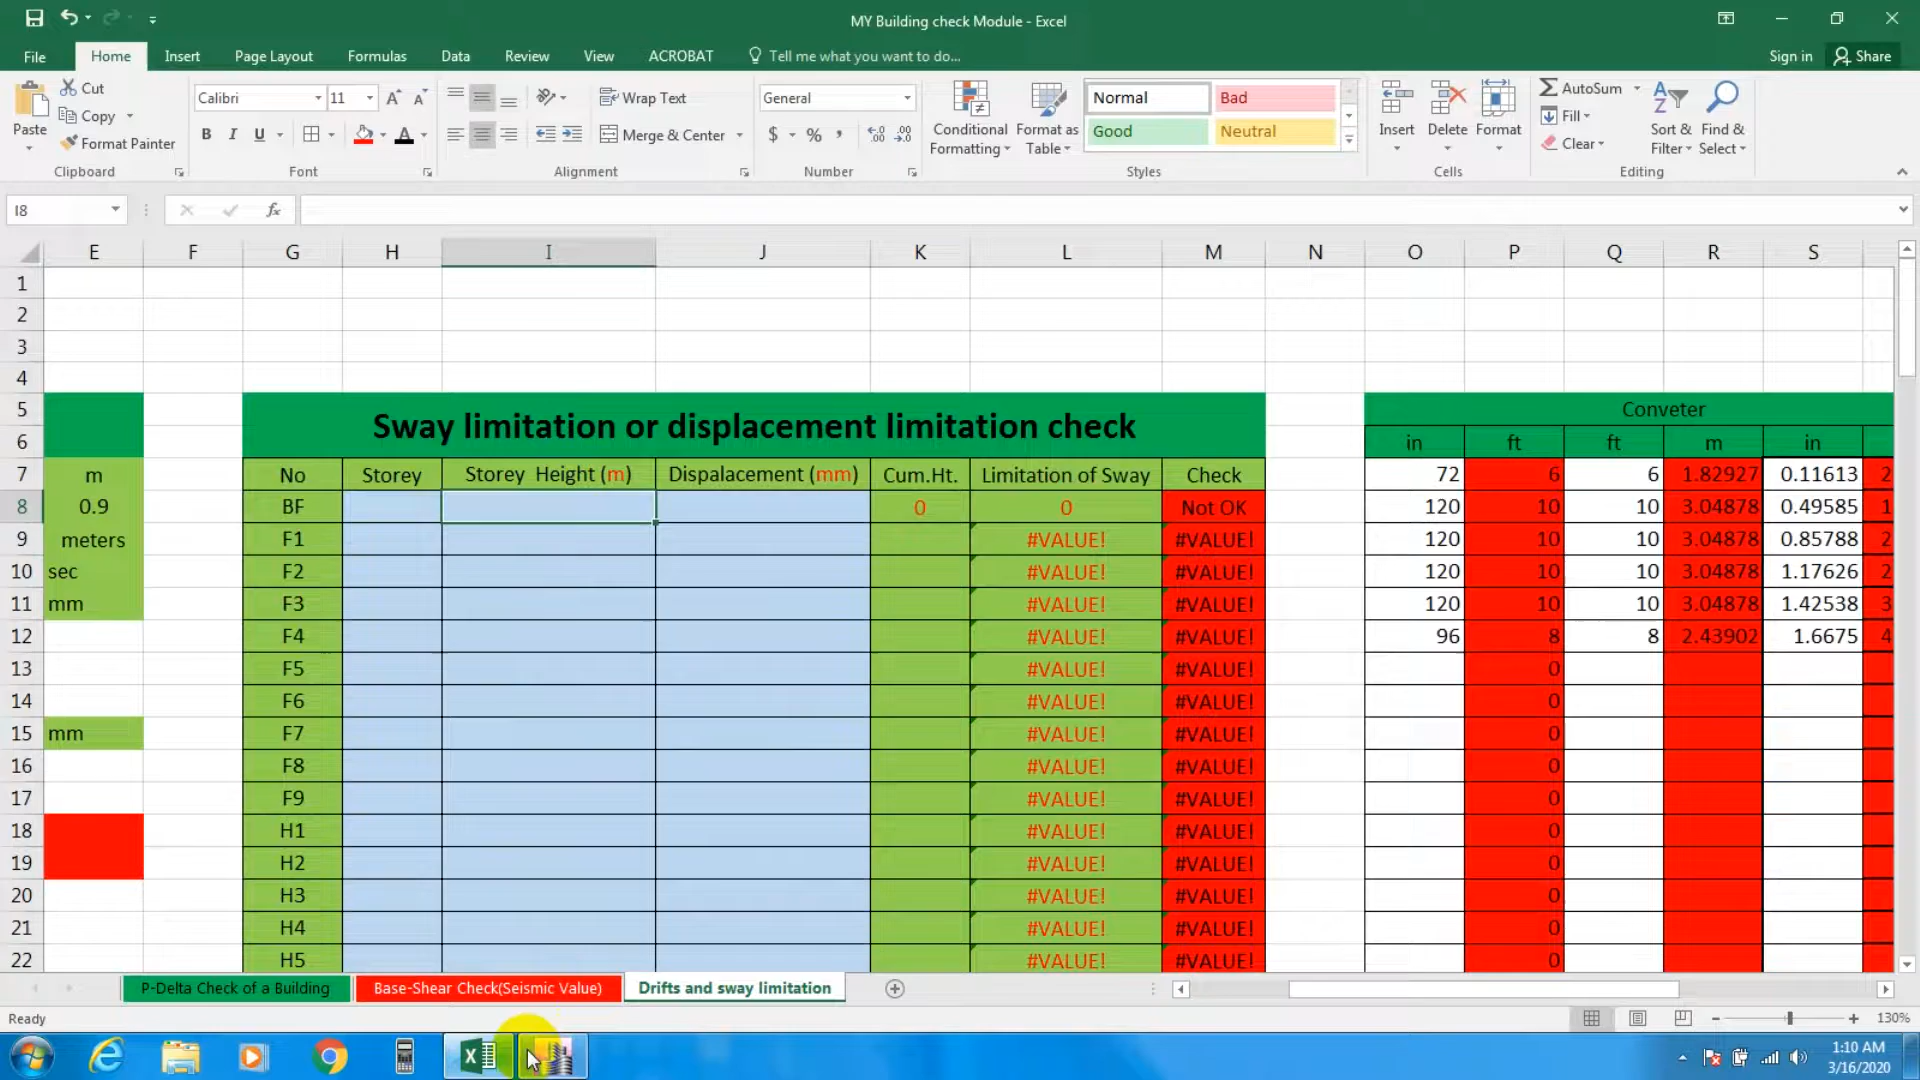 MY Building check Module - Excel
File Home Insert Page Layout Formulas Data Review View ACROBAT Tell me what you want to do... Sign in Share
Paste Cut Copy Format Painter
Calibri 11
B I U
Wrap Text
Merge & Center
General
$ % ,
Conditional Formatting
Format as Table
Normal Bad
Good Neutral
Insert Delete Format
AutoSum
Fill
Clear
Sort & Filter
Find & Select
Clipboard Font Alignment Number Styles Cells Editing
I8 fx
E F G H I J K L M N O P Q R S
1
2
3
4
5 Sway limitation or displacement limitation check Conveter
6 in ft ft m in
7 m No Storey Storey Height (m) Dispalacement (mm) Cum.Ht. Limitation of Sway Check 72 6 6 1.82927 0.11613 2
8 0.9 BF 0 0 Not OK 120 10 10 3.04878 0.49585 1
9 meters F1 #VALUE! #VALUE! 120 10 10 3.04878 0.85788 2
10 sec F2 #VALUE! #VALUE! 120 10 10 3.04878 1.17626 2
11 mm F3 #VALUE! #VALUE! 120 10 10 3.04878 1.42538 3
12 F4 #VALUE! #VALUE! 96 8 8 2.43902 1.6675 4
13 F5 #VALUE! #VALUE! 0
14 F6 #VALUE! #VALUE! 0
15 mm F7 #VALUE! #VALUE! 0
16 F8 #VALUE! #VALUE! 0
17 F9 #VALUE! #VALUE! 0
18 H1 #VALUE! #VALUE! 0
19 H2 #VALUE! #VALUE! 0
20 H3 #VALUE! #VALUE! 0
21 H4 #VALUE! #VALUE! 0
22 H5 #VALUE! #VALUE! 0
P-Delta Check of a Building Base-Shear Check(Seismic Value) Drifts and sway limitation
Ready 130%
1:10 AM
3/16/2020